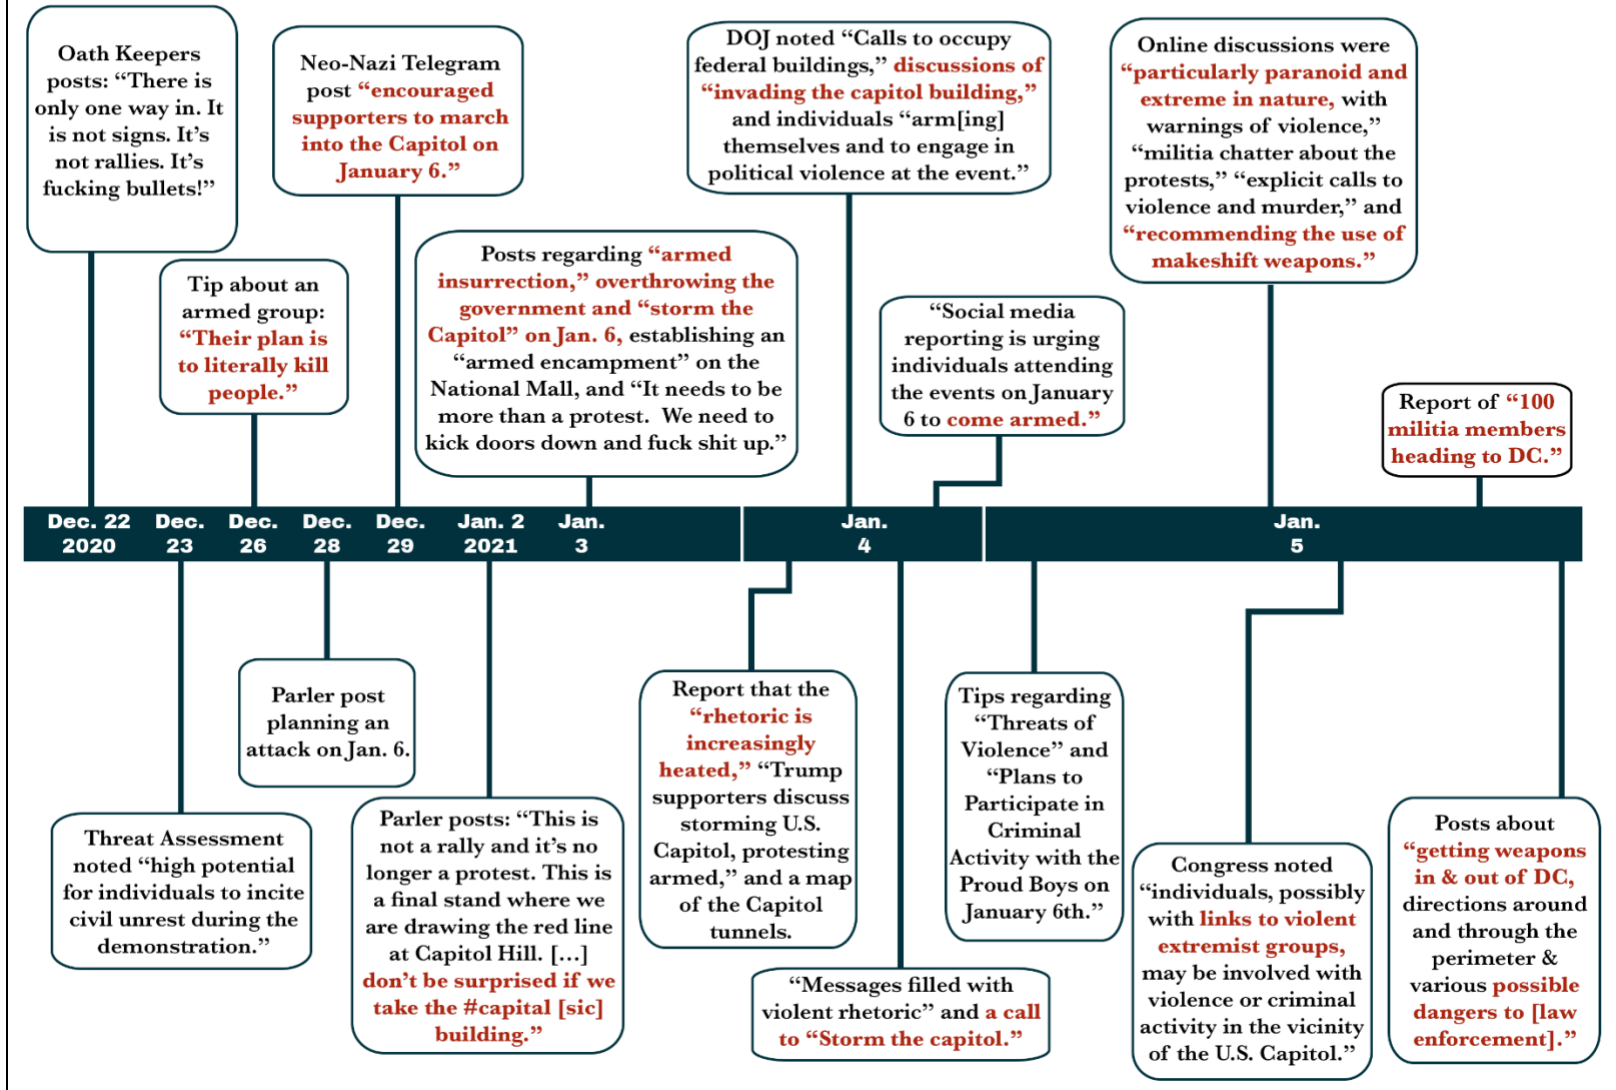 Oath Keepers
posts: “There is
only one way in. It
is not signs. It’s
not rallies. It’s
fucking bullets!”
Neo-Nazi Telegram
post “encouraged
supporters to march
into the Capitol on
January 6.”
DOJ noted “Calls to occupy
federal buildings,” discussions of
“invading the capitol building,”
and individuals “arm[ing]
themselves and to engage in
political violence at the event.”
Online discussions were
“particularly paranoid and
extreme in nature, with
warnings of violence,”
“militia chatter about the
protests,” “explicit calls to
violence and murder,” and
“recommending the use of
makeshift weapons.”
Tip about an
armed group:
“Their plan is
to literally kill
people.”
Posts regarding “armed
insurrection,” overthrowing the
government and “storm the
Capitol” on Jan. 6, establishing an
“armed encampment” on the
National Mall, and “It needs to be
more than a protest.  We need to
kick doors down and fuck shit up.”
“Social media
reporting is urging
individuals attending
the events on January
6 to come armed.”
Report of “100
militia members
heading to DC.”
Dec. 22
2020
Dec.
23
Dec.
26
Dec.
28
Dec.
29
Jan. 2
2021
Jan.
3
Jan.
4
Jan.
5
Threat Assessment
noted “high potential
for individuals to incite
civil unrest during the
demonstration.”
Parler post
planning an
attack on Jan. 6.
Parler posts: “This is
not a rally and it’s no
longer a protest. This is
a final stand where we
are drawing the red line
at Capitol Hill. […]
don’t be surprised if we
take the #capital [sic]
building.”
Report that the
“rhetoric is
increasingly
heated,” “Trump
supporters discuss
storming U.S.
Capitol, protesting
armed,” and a map
of the Capitol
tunnels.
“Messages filled with
violent rhetoric” and a call
to “Storm the capitol.”
Tips regarding
“Threats of
Violence” and
“Plans to
Participate in
Criminal
Activity with the
Proud Boys on
January 6th.”
Congress noted
“individuals, possibly
with links to violent
extremist groups,
may be involved with
violence or criminal
activity in the vicinity
of the U.S. Capitol.”
Posts about
“getting weapons
in & out of DC,
directions around
and through the
perimeter &
various possible
dangers to [law
enforcement].”